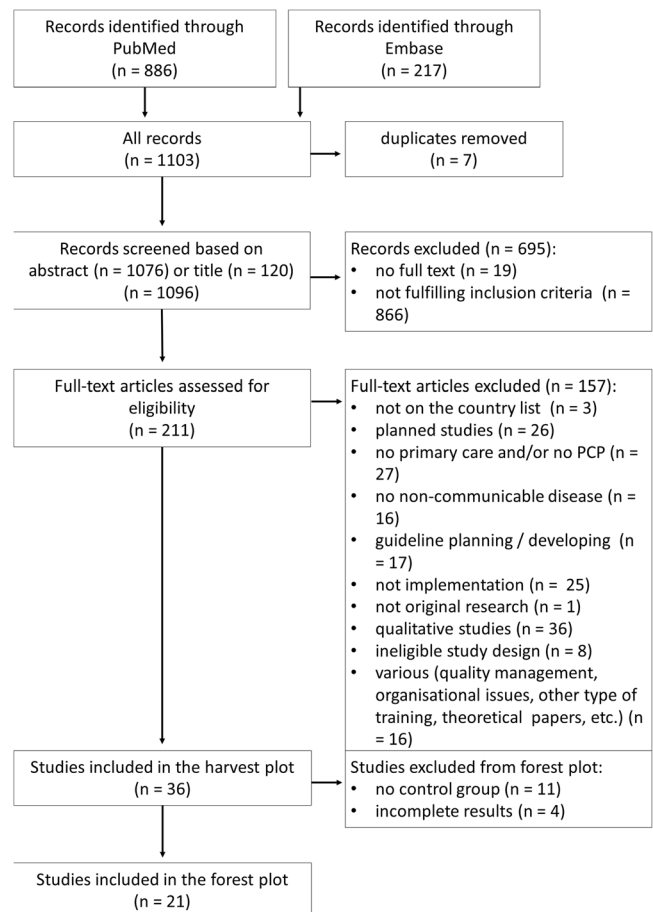 Records identified through
PubMed
(n = 886)
Records identified through
Embase
(n = 217)
All records
(n = 1103)
duplicates removed
(n = 7)
Records screened based on
abstract (n = 1076) or title (n = 120)
(n = 1096)
Records excluded (n = 695):
• no full text (n = 19)
• not fulfilling inclusion criteria (n =
866)
Full-text articles assessed for
eligibility
(n = 211)
Full-text articles excluded (n = 157):
• not on the country list (n = 3)
• planned studies (n = 26)
• no primary care and/or no PCP (n =
27)
• no non-communicable disease (n =
16)
• guideline planning / developing (n
= 17)
• not implementation (n = 25)
• not original research (n = 1)
• qualitative studies (n = 36)
• ineligible study design (n = 8)
• various (quality management,
organisational issues, other type of
training, theoretical papers, etc.) (n
= 16)
Studies included in the harvest plot
(n = 36)
Studies excluded from forest plot:
• no control group (n = 11)
• incomplete results (n = 4)
Studies included in the forest plot
(n = 21)